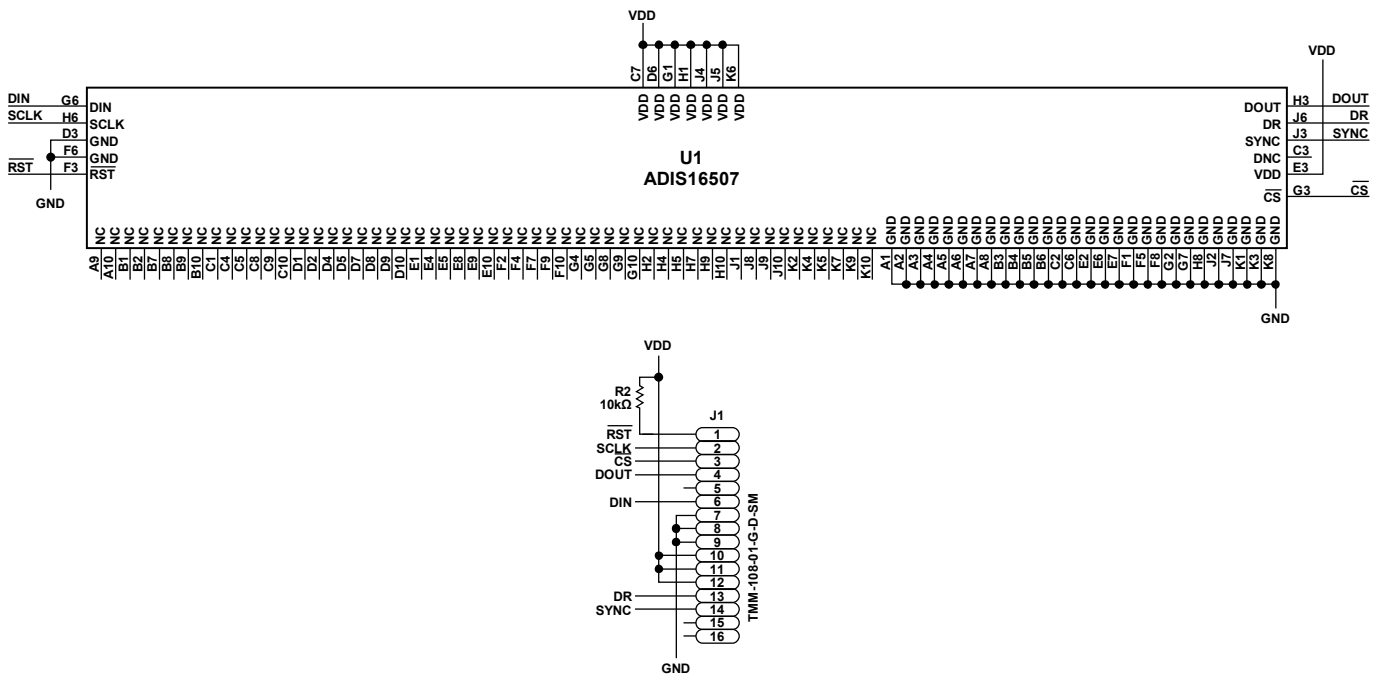 VDD
C7 D6 G1 H1 J4 J5 K6
VDD VDD VDD VDD VDD VDD VDD
VDD
DIN G6 DIN
SCLK H6 SCLK
D3 GND
F6 GND
RST F3 RST
GND
U1
ADIS16507
DOUT H3 DOUT
DR J6 DR
SYNC J3 SYNC
DNC C3
VDD E3
CS G3 CS
NC NC NC NC NC NC NC NC NC NC NC NC NC NC NC NC NC NC NC NC NC NC NC NC NC NC NC NC NC NC NC NC NC NC NC NC NC NC NC NC NC NC NC NC NC NC NC NC NC NC NC NC NC NC GND GND GND GND GND GND GND GND GND GND GND GND GND GND GND GND GND GND GND GND GND GND GND GND GND GND GND GND
A9 A10 B1 B2 B7 B8 B9 B10 C1 C4 C5 C8 C9 C10 D1 D2 D4 D5 D7 D8 D9 D10 E1 E4 E5 E8 E9 E10 F2 F4 F7 F9 F10 G4 G5 G8 G9 G10 H2 H4 H5 H7 H9 H10 J1 J8 J9 J10 K2 K4 K5 K7 K9 K10 A1 A2 A3 A4 A5 A6 A7 A8 B3 B4 B5 B6 C2 C6 E2 E6 E7 F1 F5 F8 G2 G7 H8 J2 J7 K1 K3 K8
GND
VDD
R2
10kΩ
J1
RST 1
SCLK 2
CS 3
DOUT 4
5
DIN 6
7
8
9
10
11
12
DR 13
SYNC 14
15
16
TMM-108-01-G-D-SM
GND